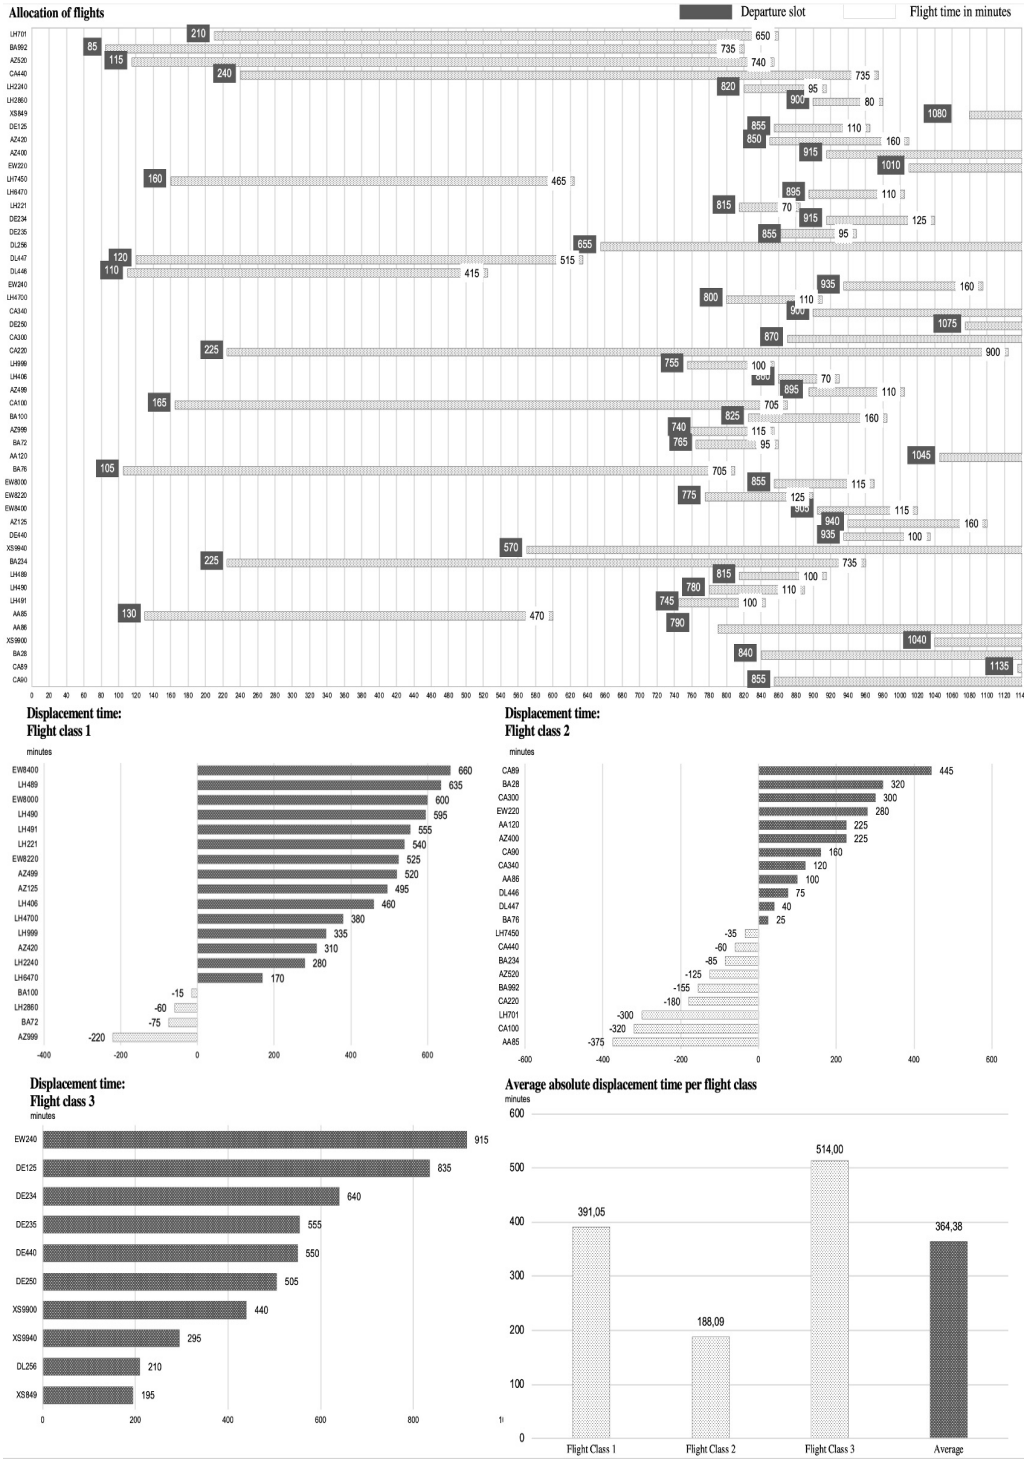 Allocation of flights
Departure slot
Flight time in minutes
LH701 210 650
BA992 85 735
AZ520 115 740
CA440 240 735
LH2240 820 95
LH2860 900 80
XS849 1080
DE125 855 110
AZ420 850 160
AZ400 915
EW220 1010
LH7450 160 465
LH6470 895 110
LH221 815 70
DE234 915 125
DE235 855 95
DL256 655
DL447 120 515
DL446 110 415
EW240 935 160
LH4700 800 110
CA340 900
DE250 1075
CA300 870
CA220 225 900
LH999 755 100
LH406 860 70
AZ499 895 110
CA100 165 705
BA100 825 160
AZ999 740 115
BA72 765 95
AA120 1045
BA76 105 705
EW8000 855 115
EW8220 775 125
EW8400 905 115
AZ125 940 160
DE440 935 100
XS9940 570
BA234 225 735
LH489 815 100
LH490 780 110
LH491 745 100
AA85 130 470
AA86 790
XS9900 1040
BA28 840
CA89 1135
CA90 855
0 20 40 60 80 100 120 140 160 180 200 220 240 260 280 300 320 340 360 380 400 420 440 460 480 500 520 540 560 580 600 620 640 660 680 700 720 740 760 780 800 820 840 860 880 900 920 940 960 980 1000 1020 1040 1060 1080 1100 1120 114
Displacement time:
Flight class 1
minutes
EW8400 660
LH489 635
EW8000 600
LH490 595
LH491 555
LH221 540
EW8220 525
AZ499 520
AZ125 495
LH406 460
LH4700 380
LH999 335
AZ420 310
LH2240 280
LH6470 170
BA100 -15
LH2860 -60
BA72 -75
AZ999 -220
-400 -200 0 200 400 600
Displacement time:
Flight class 2
minutes
CA89 445
BA28 320
CA300 300
EW220 280
AA120 225
AZ400 225
CA90 160
CA340 120
AA86 100
DL446 75
DL447 40
BA76 25
LH7450 -35
CA440 -60
BA234 -85
AZ520 -125
BA992 -155
CA220 -180
LH701 -300
CA100 -320
AA85 -375
-600 -400 -200 0 200 400 600
Displacement time:
Flight class 3
minutes
EW240 915
DE125 835
DE234 640
DE235 555
DE440 550
DE250 505
XS9900 440
XS9940 295
DL256 210
XS849 195
0 200 400 600 800
Average absolute displacement time per flight class
minutes
600
500
400
300
200
100
0
391,05
188,09
514,00
364,38
Flight Class 1
Flight Class 2
Flight Class 3
Average